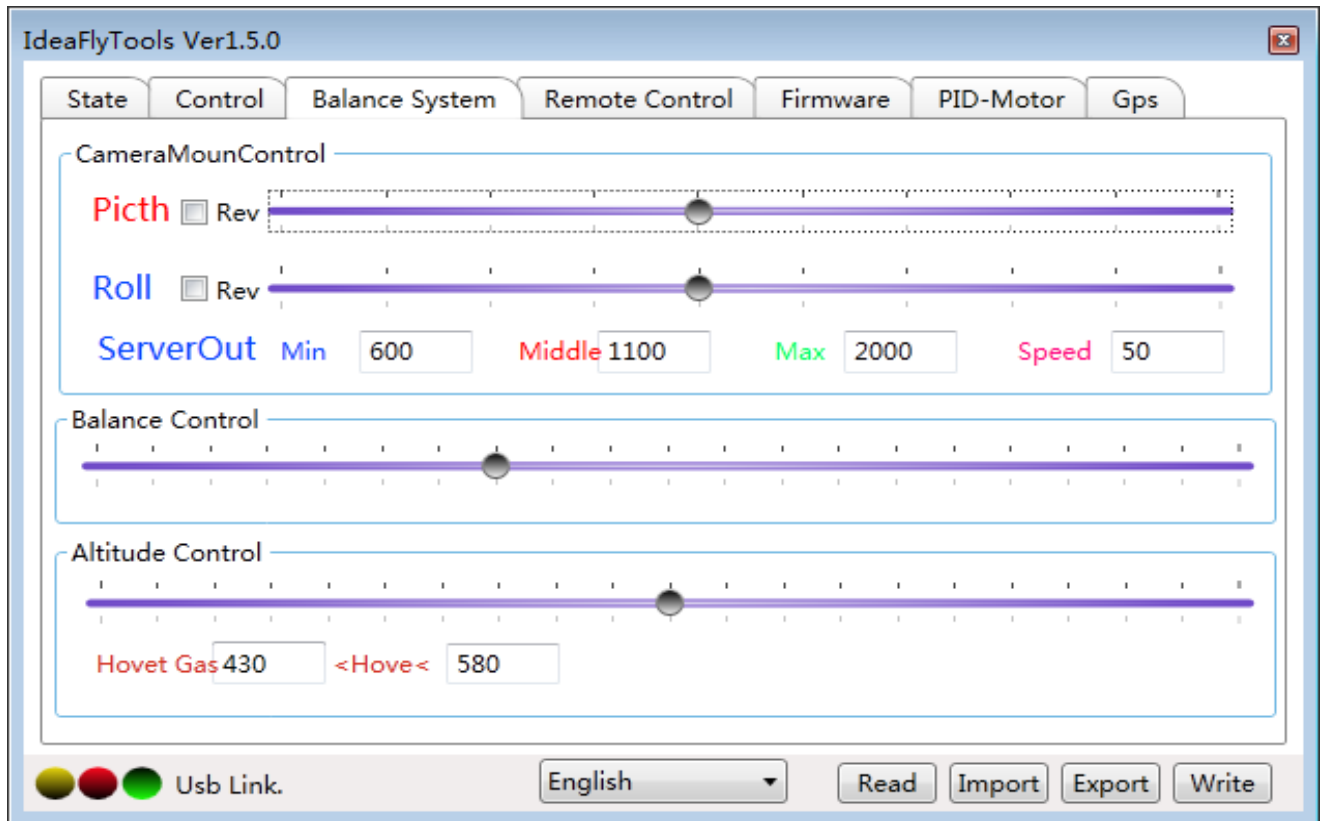 IdeaFlyTools Ver1.5.0
State Control Balance System Remote Control Firmware PID-Motor Gps
CameraMounControl
Picth Rev
Roll Rev
ServerOut Min 600 Middle 1100 Max 2000 Speed 50
Balance Control
Altitude Control
Hovet Gas 430 <Hove< 580
Usb Link. English Read Import Export Write